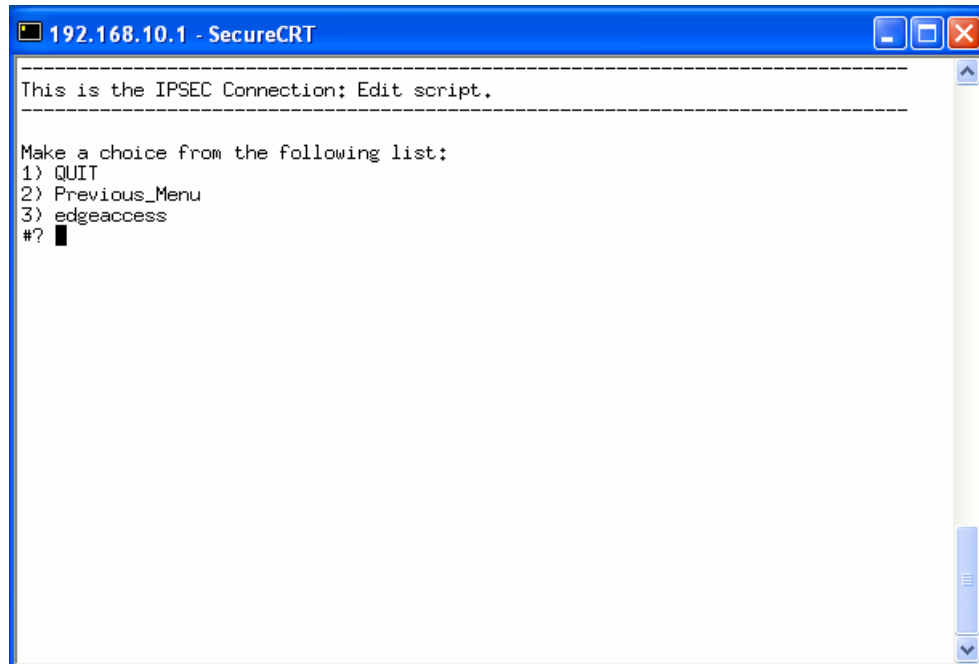 192.168.10.1 - SecureCRT
--------------------------------------------------------------------------------
This is the IPSEC Connection: Edit script.
--------------------------------------------------------------------------------
Make a choice from the following list:
1) QUIT
2) Previous_Menu
3) edgeaccess
#?